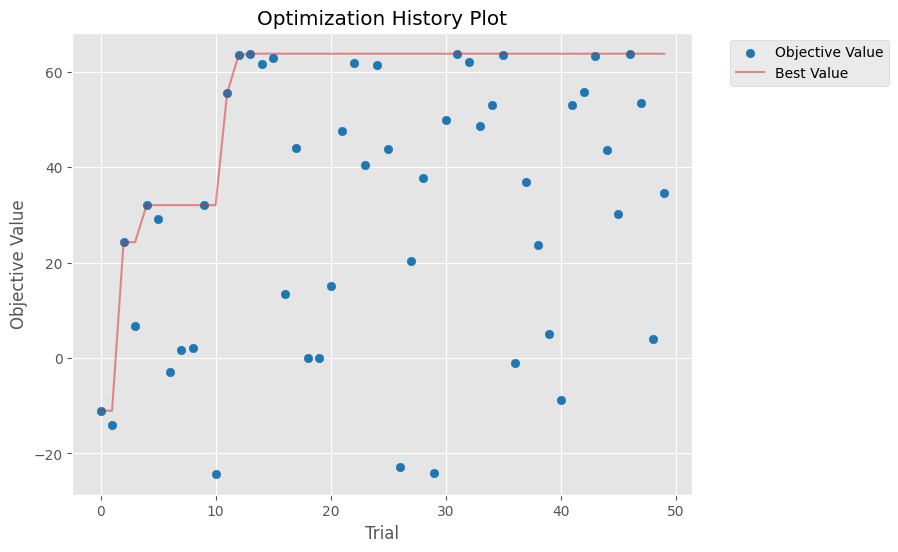 Optimization History Plot
Objective Value
Best Value
Objective Value
60
40
20
0
−20
0 10 20 30 40 50
Trial